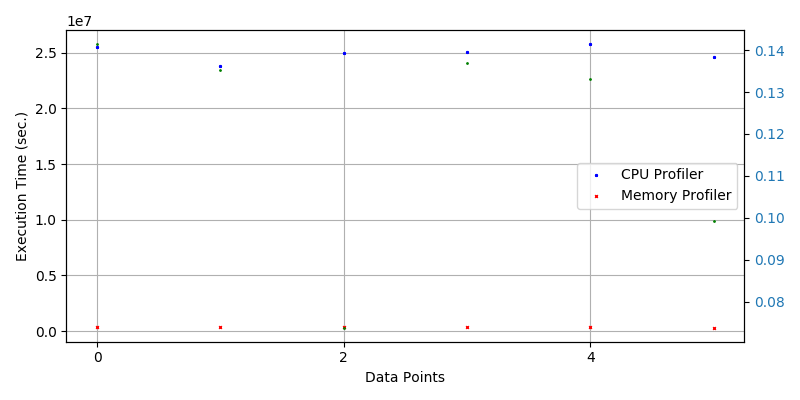 1e7
2.5
2.0
1.5
1.0
0.5
0.0
Execution Time (sec.)
0.14
0.13
0.12
0.11
0.10
0.09
0.08
CPU Profiler
Memory Profiler
0 2 4
Data Points